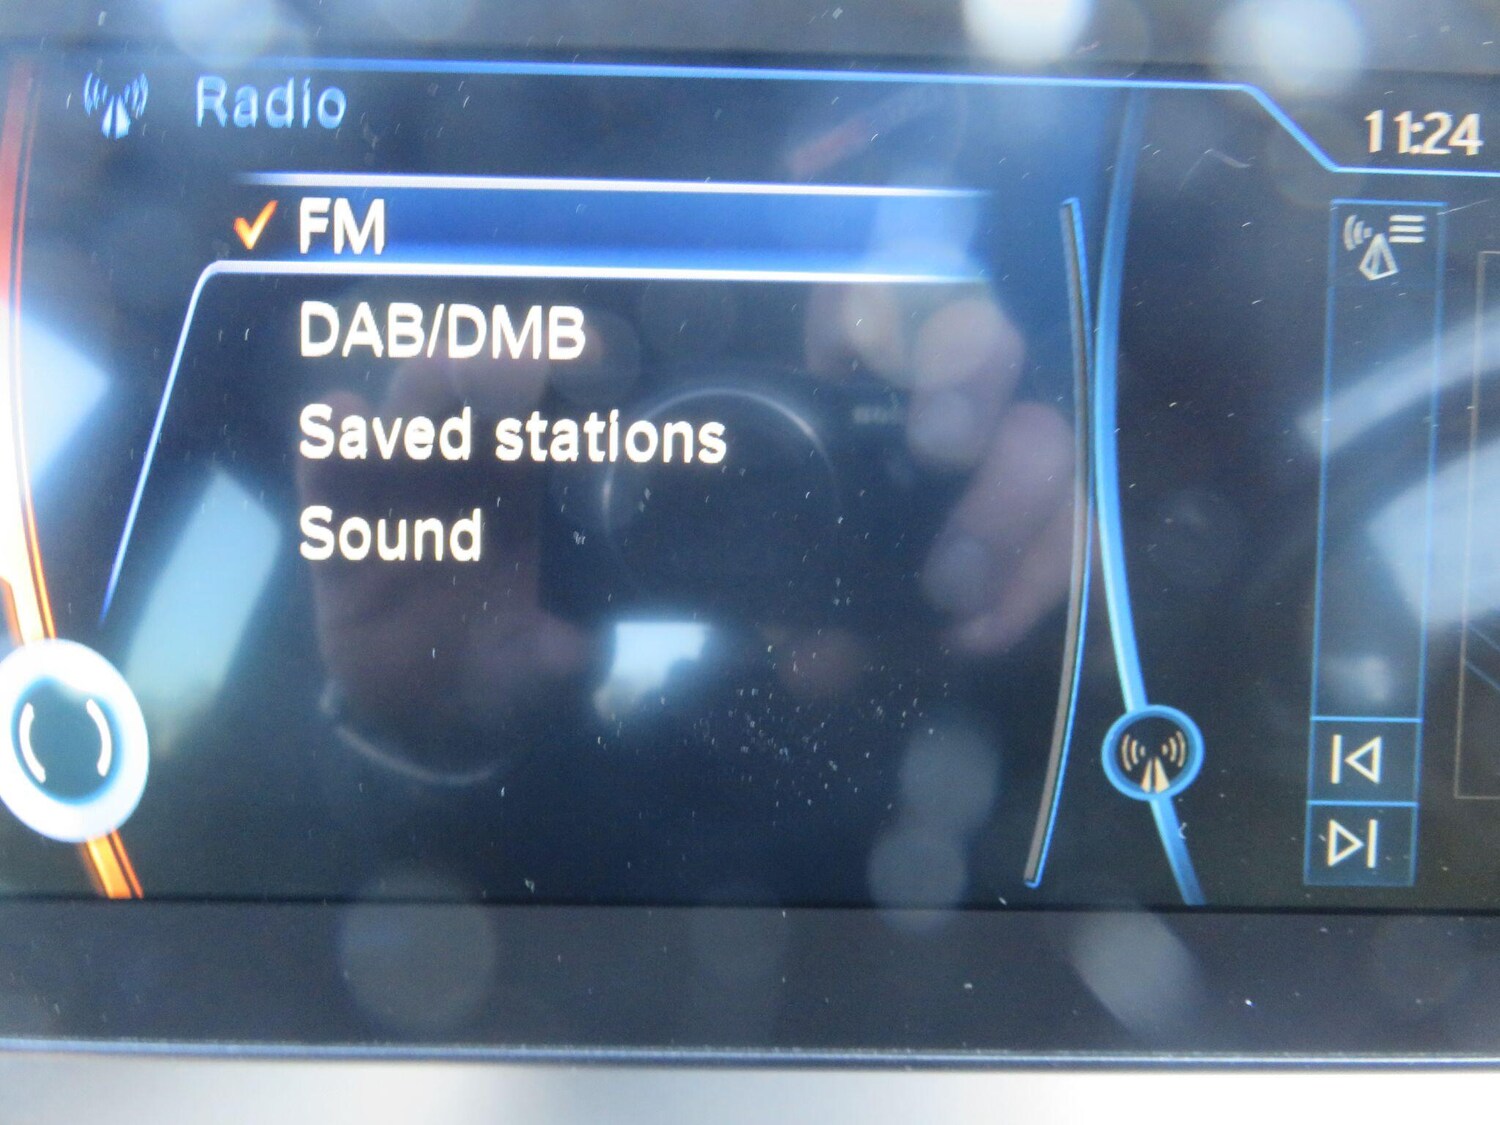 Radio
11:24
FM
DAB/DMB
Saved stations
Sound